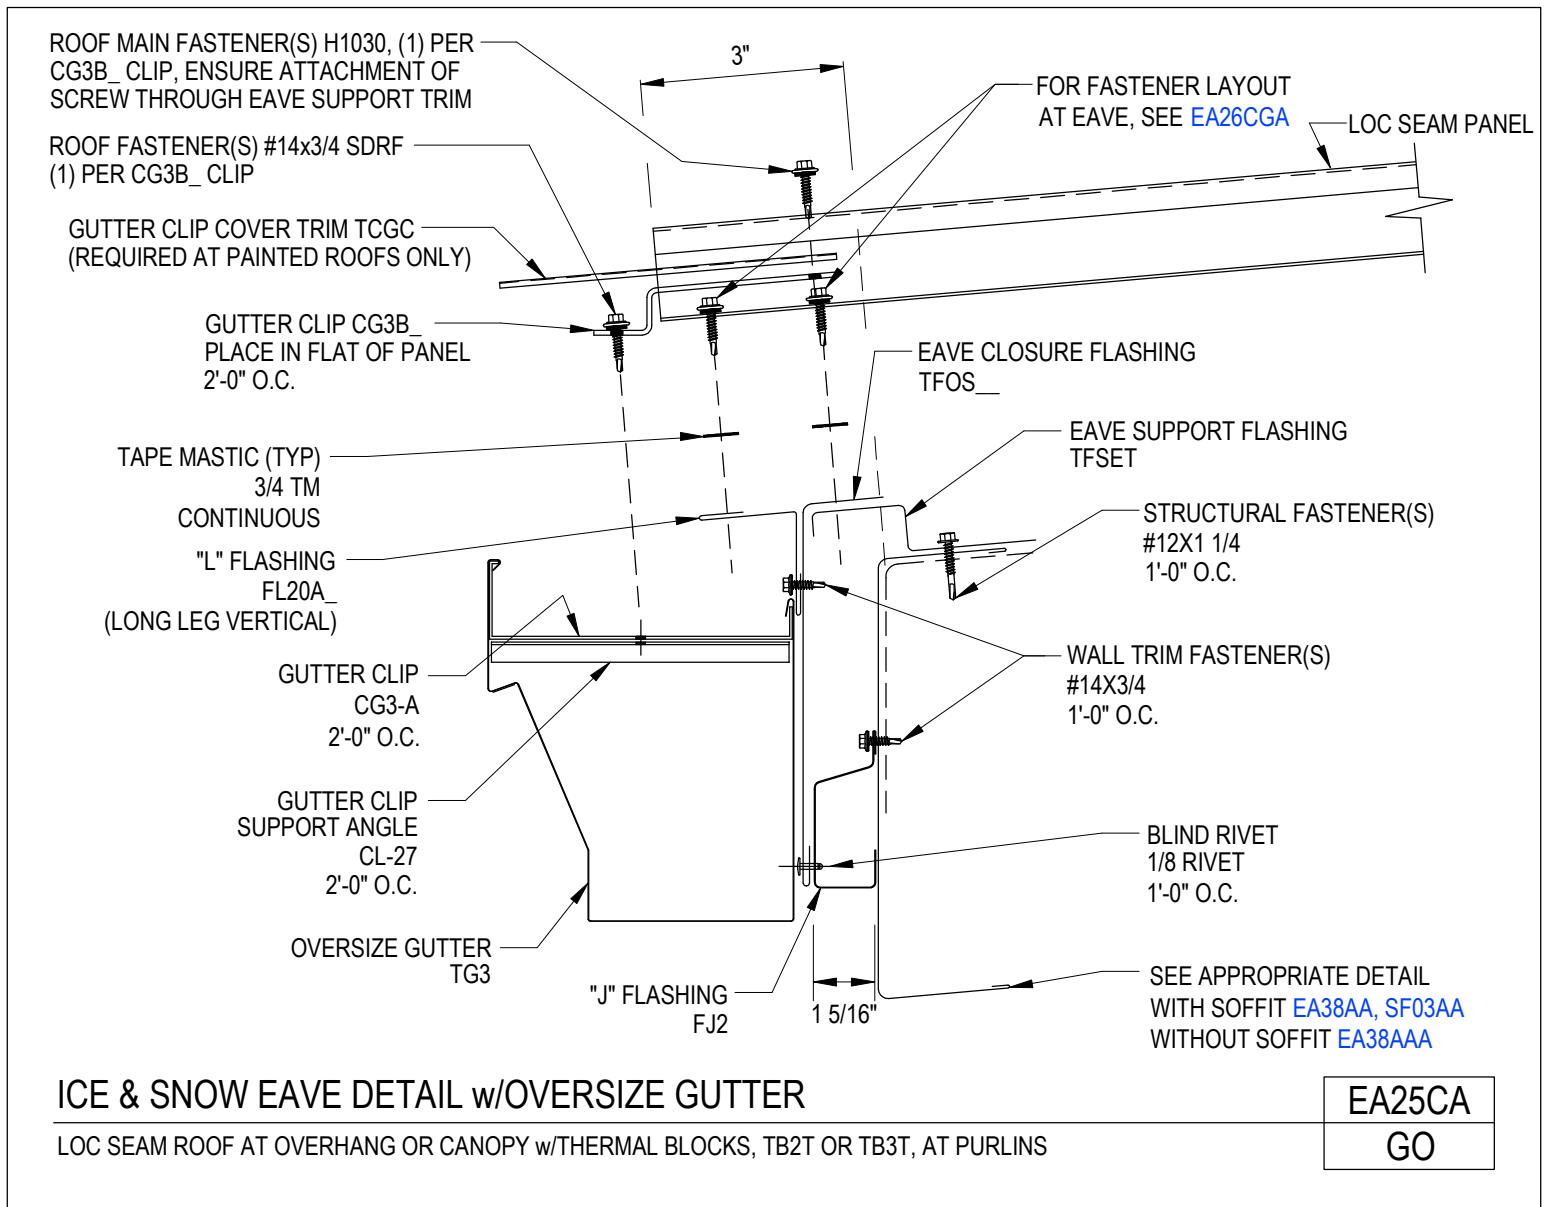 ROOF MAIN FASTENER(S) H1030, (1) PER
CG3B_ CLIP, ENSURE ATTACHMENT OF
SCREW THROUGH EAVE SUPPORT TRIM
3"
FOR FASTENER LAYOUT
AT EAVE, SEE EA26CGA
LOC SEAM PANEL
ROOF FASTENER(S) #14x3/4 SDRF
(1) PER CG3B_ CLIP
GUTTER CLIP COVER TRIM TCGC
(REQUIRED AT PAINTED ROOFS ONLY)
GUTTER CLIP CG3B_
PLACE IN FLAT OF PANEL
2'-0" O.C.
EAVE CLOSURE FLASHING
TFOS__
EAVE SUPPORT FLASHING
TFSET
TAPE MASTIC (TYP)
3/4 TM
CONTINUOUS
STRUCTURAL FASTENER(S)
#12X1 1/4
1'-0" O.C.
"L" FLASHING
FL20A_
(LONG LEG VERTICAL)
GUTTER CLIP
CG3-A
2'-0" O.C.
WALL TRIM FASTENER(S)
#14X3/4
1'-0" O.C.
GUTTER CLIP
SUPPORT ANGLE
CL-27
2'-0" O.C.
BLIND RIVET
1/8 RIVET
1'-0" O.C.
OVERSIZE GUTTER
TG3
"J" FLASHING
FJ2
1 5/16"
SEE APPROPRIATE DETAIL
WITH SOFFIT EA38AA, SF03AA
WITHOUT SOFFIT EA38AAA
ICE & SNOW EAVE DETAIL w/OVERSIZE GUTTER
EA25CA
LOC SEAM ROOF AT OVERHANG OR CANOPY w/THERMAL BLOCKS, TB2T OR TB3T, AT PURLINS
GO